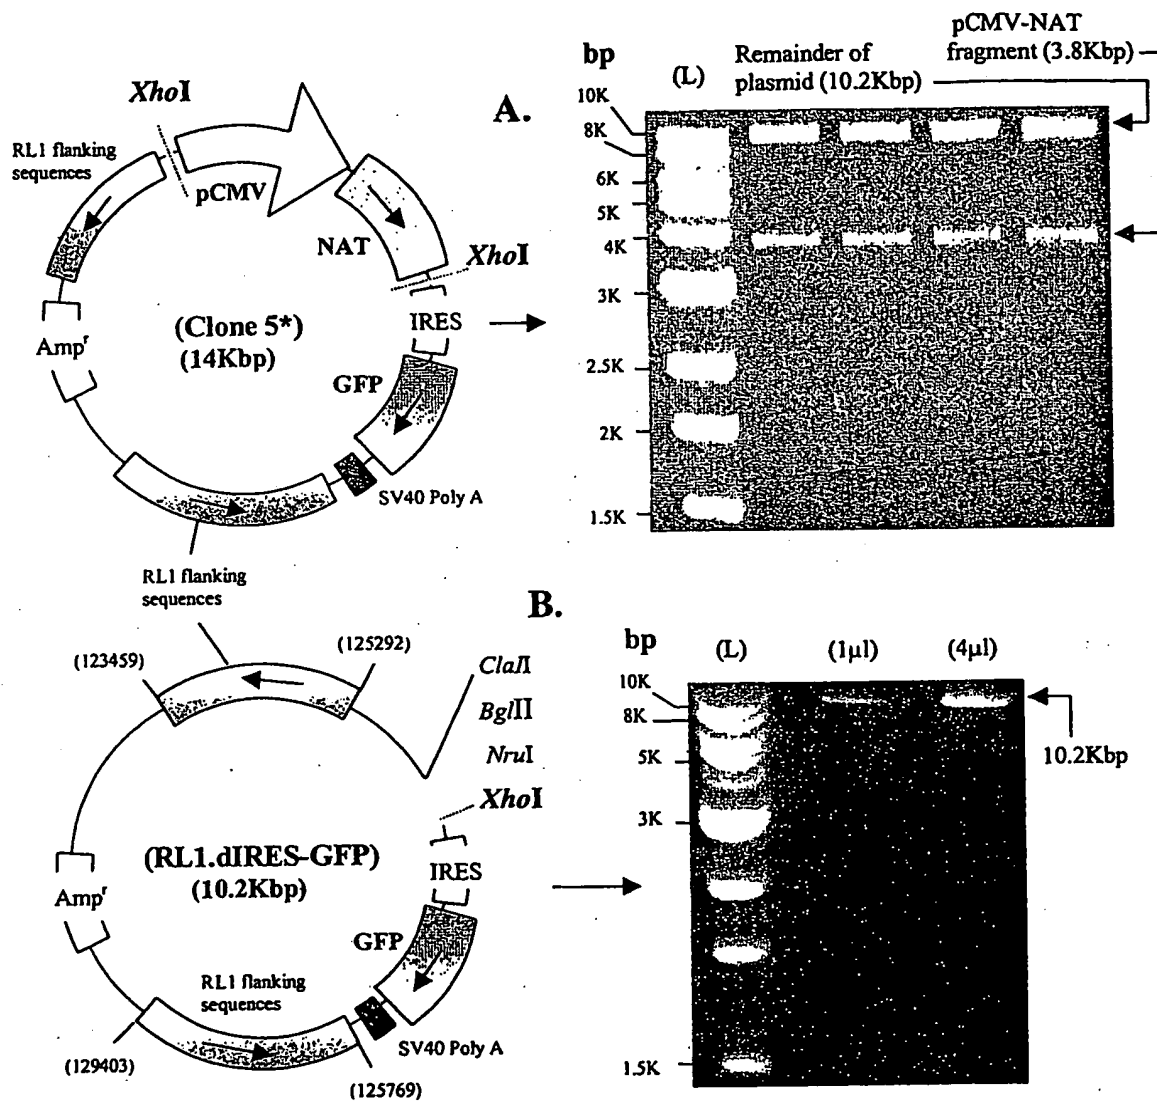 A.
XhoI
RL1 flanking
sequences
pCMV
NAT
XhoI
IRES
(Clone 5*)
(14Kbp)
Ampr
GFP
SV40 Poly A
RL1 flanking
sequences
bp
(L)
Remainder of
plasmid (10.2Kbp)
pCMV-NAT
fragment (3.8Kbp)
10K
8K
6K
5K
4K
3K
2.5K
2K
1.5K
B.
(123459)
(125292)
ClaI
BglII
NruI
XhoI
(RL1.dIRES-GFP)
(10.2Kbp)
IRES
Ampr
GFP
RL1 flanking
sequences
SV40 Poly A
(129403)
(125769)
bp
(L)
(1µl)
(4µl)
10K
8K
5K
3K
1.5K
10.2Kbp